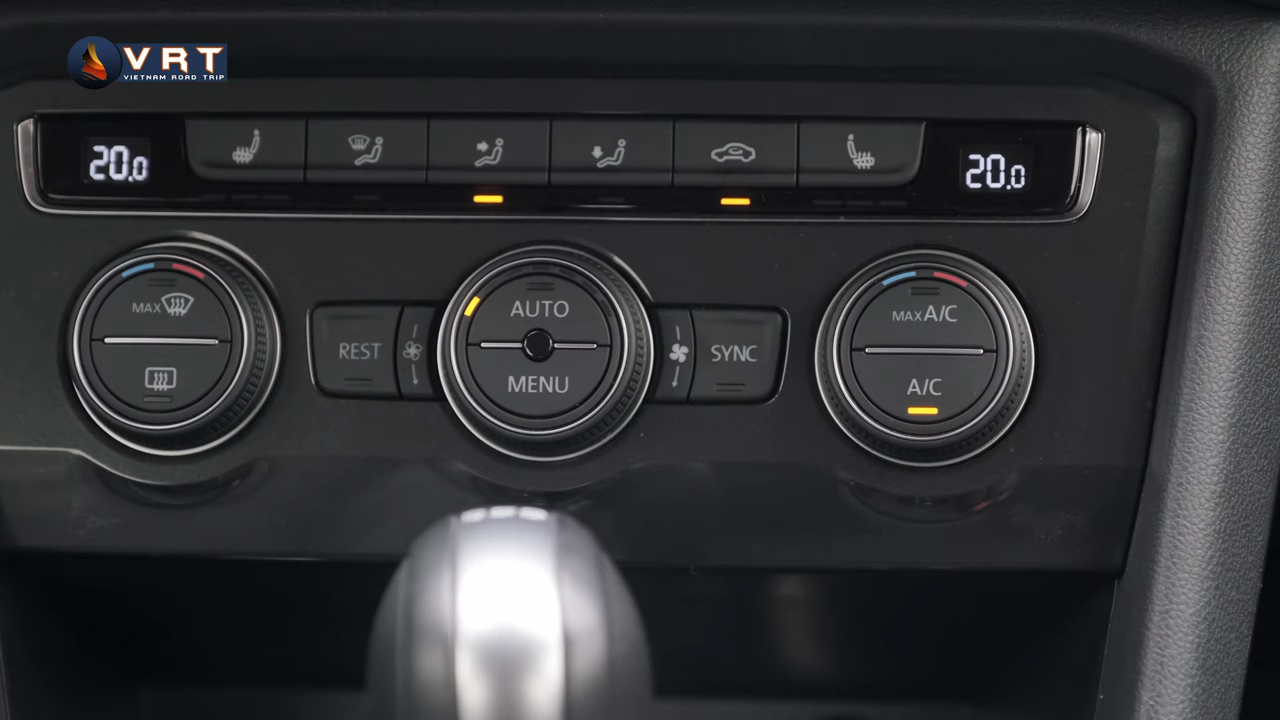 VRT
VIETNAM ROAD TRIP
20.0
20.0
MAX
AUTO
MAX A/C
REST
SYNC
MENU
A/C